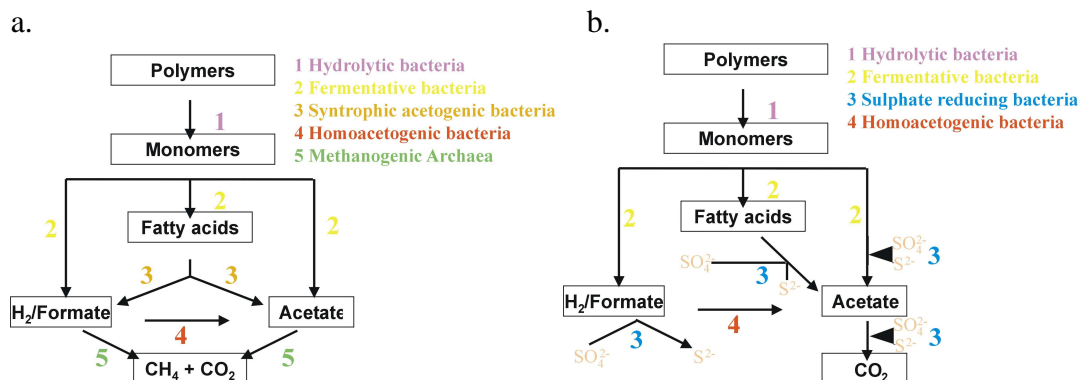 a.
Polymers
1 Hydrolytic bacteria
2 Fermentative bacteria
3 Syntrophic acetogenic bacteria
4 Homoacetogenic bacteria
5 Methanogenic Archaea
1
Monomers
2
2
2
Fatty acids
3
3
H₂/Formate
Acetate
4
5
5
CH₄ + CO₂
b.
Polymers
1 Hydrolytic bacteria
2 Fermentative bacteria
3 Sulphate reducing bacteria
4 Homoacetogenic bacteria
1
Monomers
2
2
2
Fatty acids
SO₄²⁻
S²⁻
3
SO₄²⁻
3
S²⁻
H₂/Formate
Acetate
4
SO₄²⁻
3
S²⁻
SO₄²⁻
S²⁻
3
CO₂